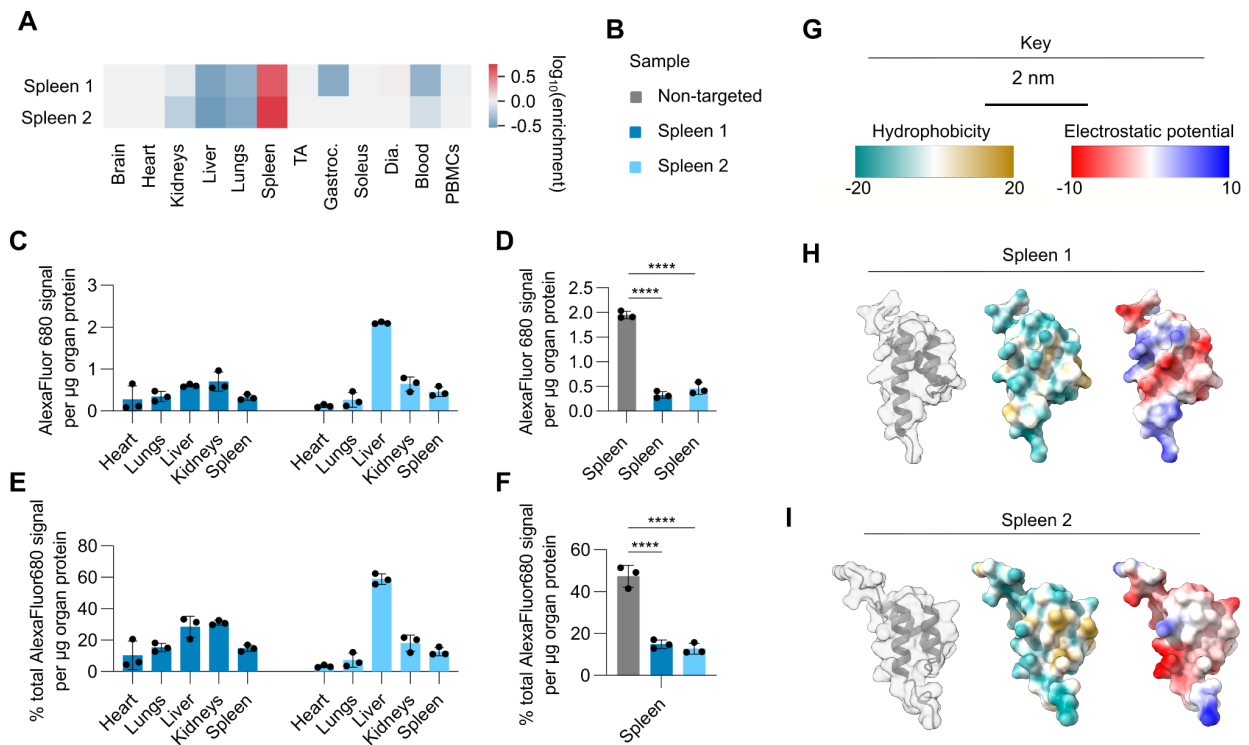 A
Spleen 1
Spleen 2
Brain
Heart
Kidneys
Liver
Lungs
Spleen
TA
Gastroc.
Soleus
Dia.
Blood
PBMCs
0.5
0.0
-0.5
log10(enrichment)
B
Sample
Non-targeted
Spleen 1
Spleen 2
G
Key
2 nm
Hydrophobicity
-20
20
Electrostatic potential
-10
10
C
AlexaFluor 680 signal
per µg organ protein
3
2
1
0
Heart
Lungs
Liver
Kidneys
Spleen
Heart
Lungs
Liver
Kidneys
Spleen
D
AlexaFluor 680 signal
per µg organ protein
2.5
2.0
1.5
1.0
0.5
0.0
****
****
Spleen
Spleen
Spleen
H
Spleen 1
E
% total AlexaFluor680 signal
per µg organ protein
80
60
40
20
0
Heart
Lungs
Liver
Kidneys
Spleen
Heart
Lungs
Liver
Kidneys
Spleen
F
% total AlexaFluor680 signal
per µg organ protein
60
40
20
0
****
****
Spleen
I
Spleen 2